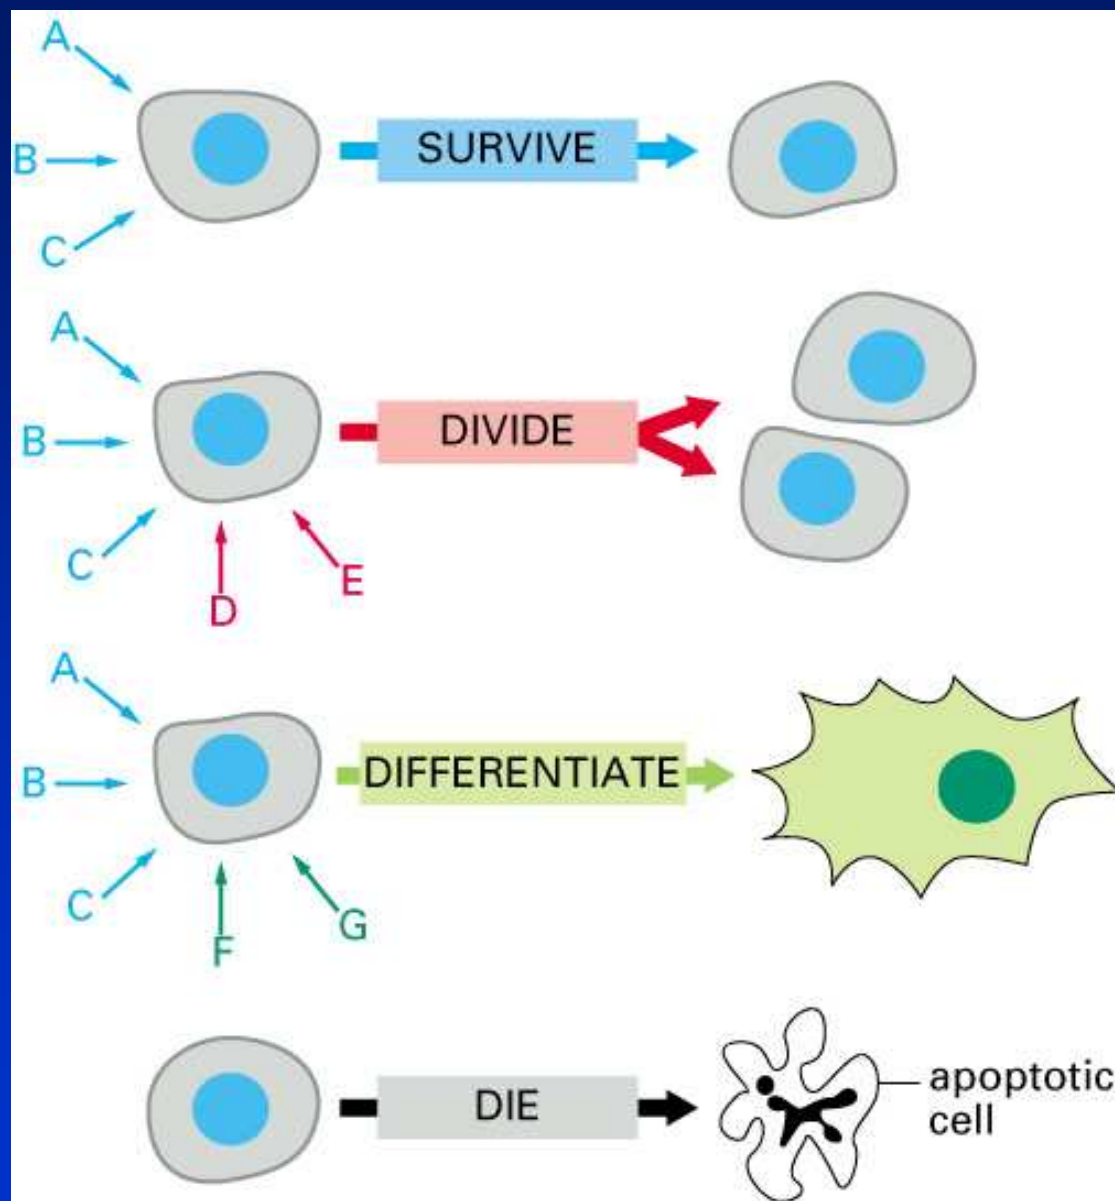 A
B
C
SURVIVE
A
B
C
D
E
DIVIDE
A
B
C
F
G
DIFFERENTIATE
DIE
apoptotic
cell